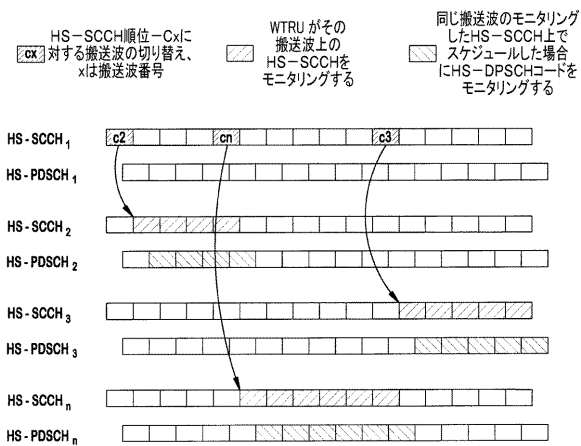 HS-SCCH順位-Cxに
cx 対する搬送波の切り替え、
xは搬送波番号
WTRUがその
搬送波上の
HS-SCCHを
モニタリングする
同じ搬送波のモニタリング
したHS-SCCH上で
スケジュールした場合
にHS-DPSCHコードを
モニタリングする
HS-SCCH1 c2 cn c3
HS-PDSCH1
HS-SCCH2
HS-PDSCH2
HS-SCCH3
HS-PDSCH3
HS-SCCHn
HS-PDSCHn